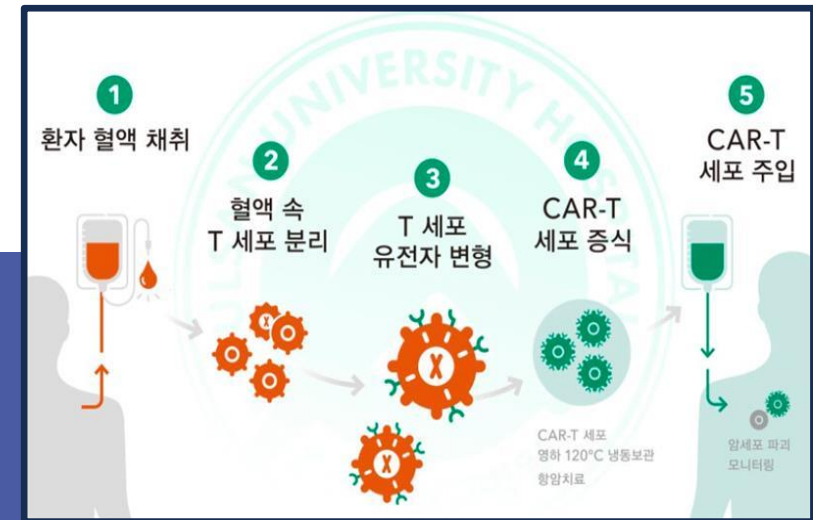 1
환자 혈액 채취
2
혈액 속
T 세포 분리
3
T 세포
유전자 변형
4
CAR-T
세포 증식
CAR-T 세포
영하 120°C 냉동보관
항암치료
5
CAR-T
세포 주입
암세포 파괴
모니터링